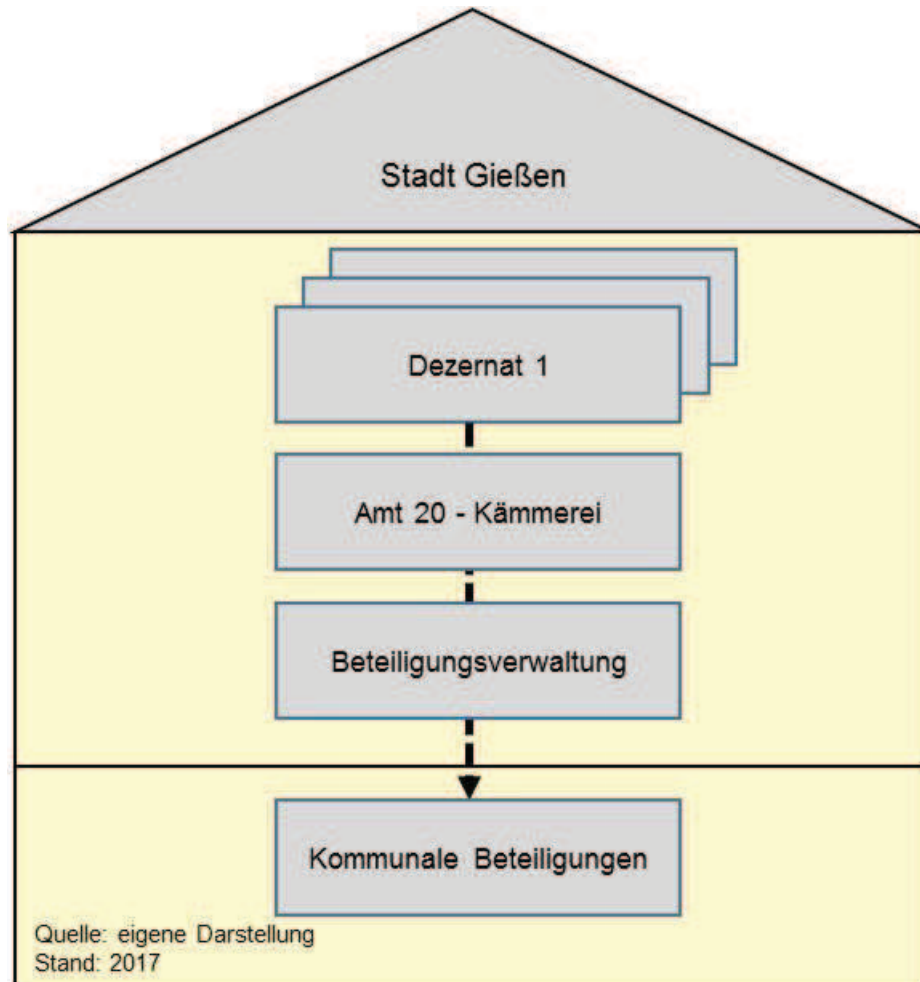 Stadt Gießen
Dezernat 1
Amt 20 - Kämmerei
Beteiligungsverwaltung
Kommunale Beteiligungen
Quelle: eigene Darstellung
Stand: 2017